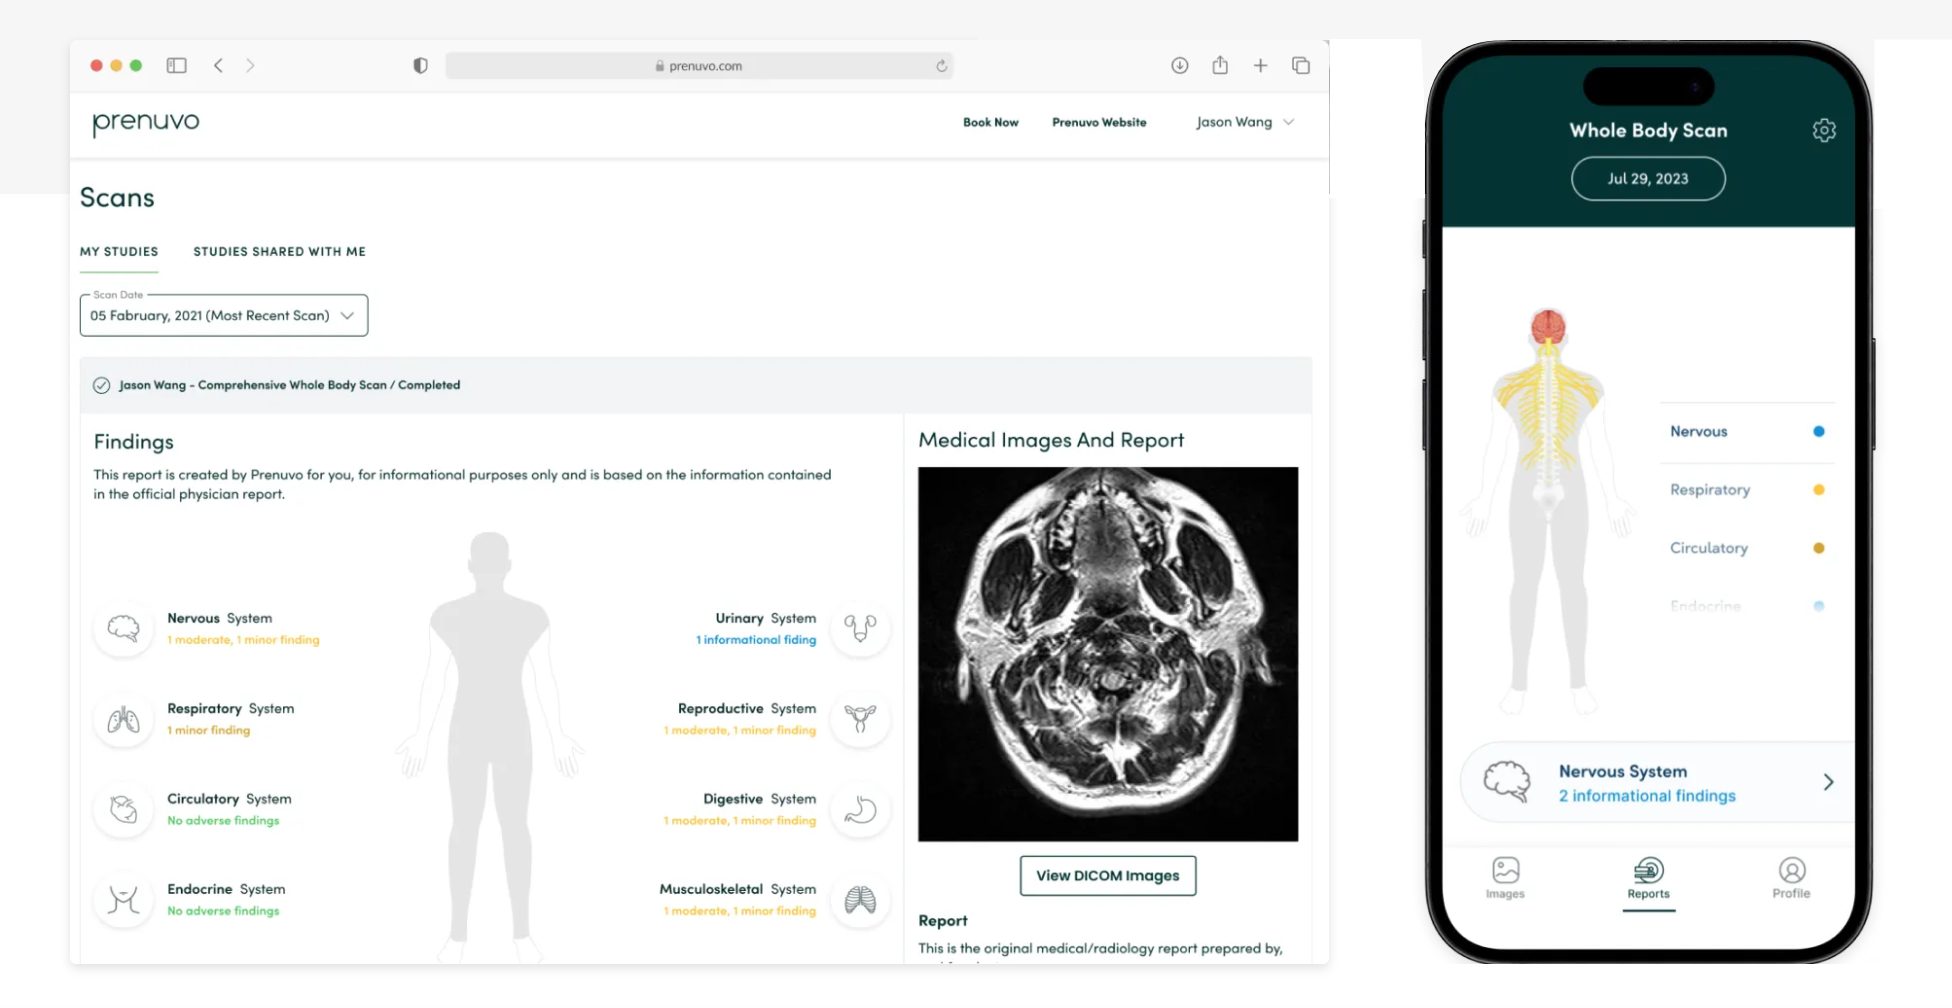 prenuvo.com
prenuvo
Book Now
Prenuvo Website
Jason Wang
Scans
MY STUDIES
STUDIES SHARED WITH ME
Scan Date
05 Fabruary, 2021 (Most Recent Scan)
Jason Wang - Comprehensive Whole Body Scan / Completed
Findings
This report is created by Prenuvo for you, for informational purposes only and is based on the information contained
in the official physician report.
Nervous System
1 moderate, 1 minor finding
Respiratory System
1 minor finding
Circulatory System
No adverse findings
Endocrine System
No adverse findings
Urinary System
1 informational fiding
Reproductive System
1 moderate, 1 minor finding
Digestive System
1 moderate, 1 minor finding
Musculoskeletal System
1 moderate, 1 minor finding
Medical Images And Report
View DICOM Images
Report
This is the original medical/radiology report prepared by,
Whole Body Scan
Jul 29, 2023
Nervous
Respiratory
Circulatory
Endocrine
Nervous System
2 informational findings
Images
Reports
Profile